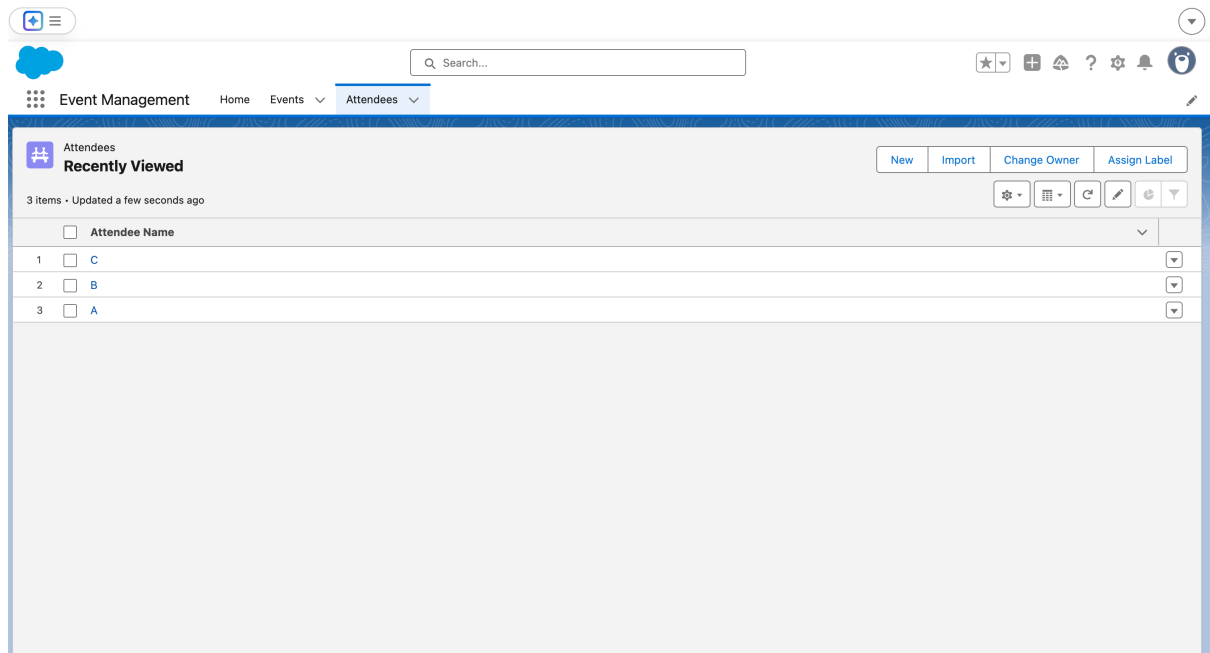 Search...
Event Management Home Events Attendees
Attendees
Recently Viewed
New Import Change Owner Assign Label
3 items • Updated a few seconds ago
Attendee Name
1 C
2 B
3 A